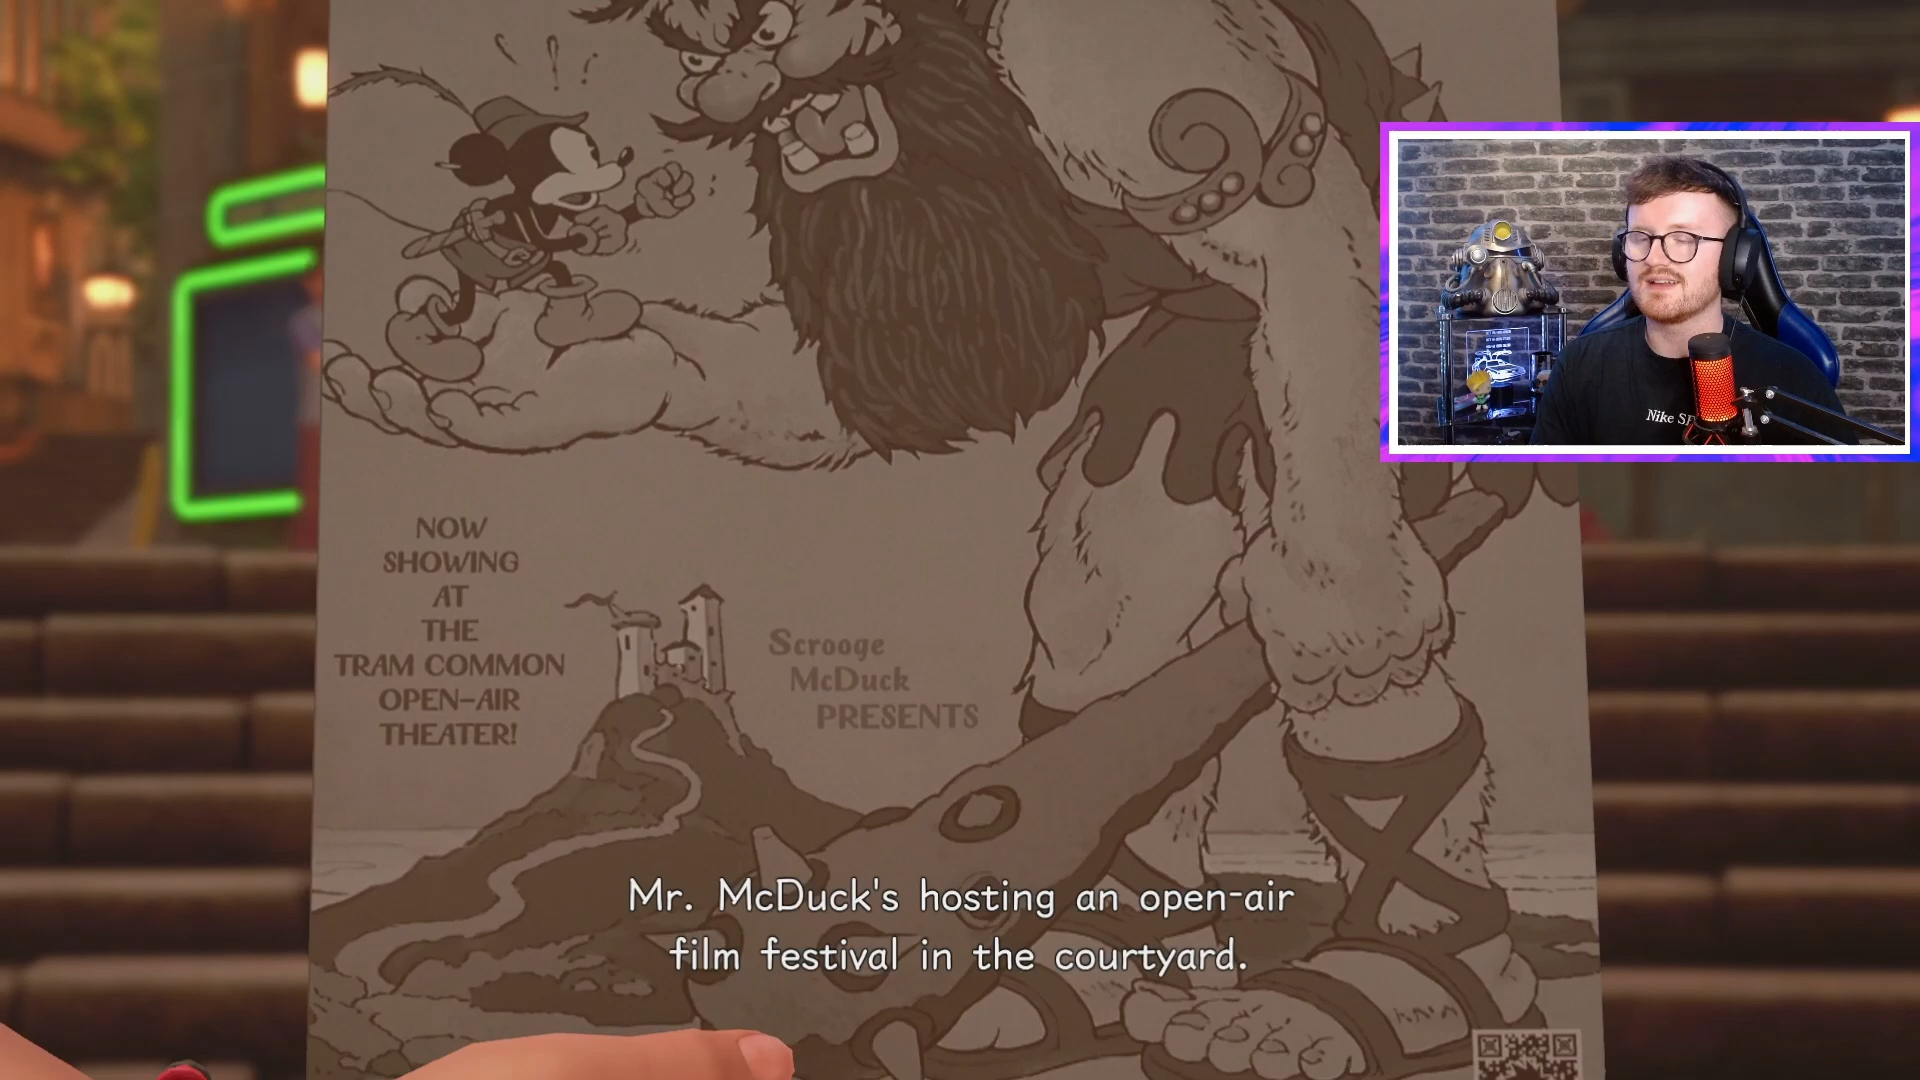 NOW
SHOWING
AT
THE
TRAM COMMON
OPEN-AIR
THEATER!
Scrooge
McDuck
PRESENTS
Mr. McDuck's hosting an open-air
film festival in the courtyard.
Nike